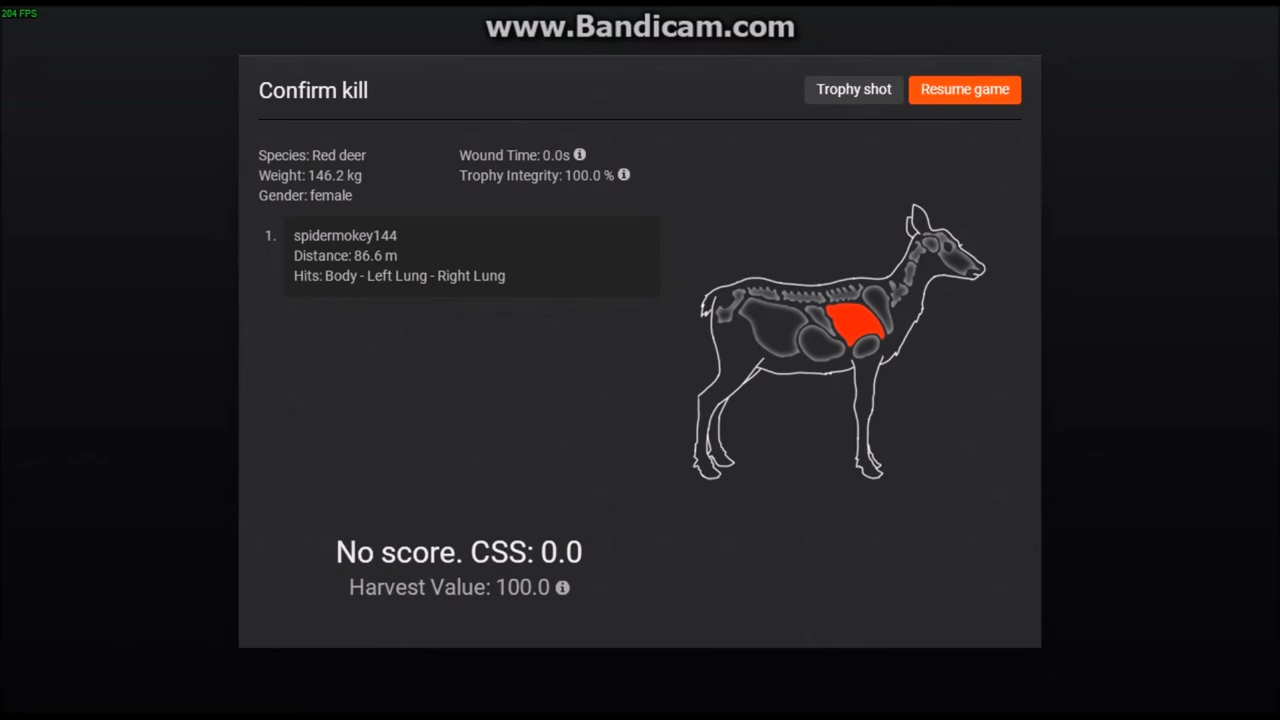 204 FPS
www.Bandicam.com
Confirm kill
Trophy shot
Resume game
Species: Red deer
Wound Time: 0.0s
Weight: 146.2 kg
Trophy Integrity: 100.0 %
Gender: female
1. spidermokey144
Distance: 86.6 m
Hits: Body - Left Lung - Right Lung
No score. CSS: 0.0
Harvest Value: 100.0